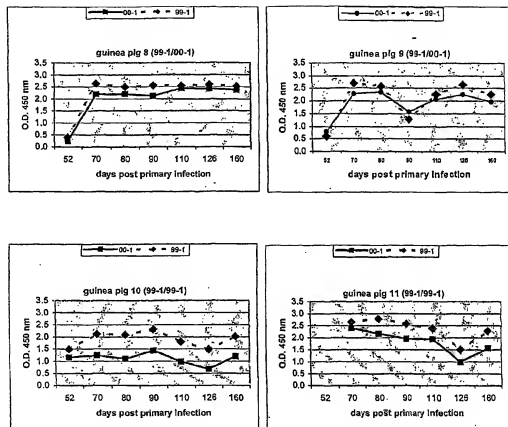 00-1 99-1
guinea pig 8 (99-1/00-1)
O.D. 450 nm
3.5
3.0
2.5
2.0
1.5
1.0
0.5
0.0
52 70 80 90 110 126 160
days post primary infection
00-1 99-1
guinea pig 9 (99-1/00-1)
O.D. 450 nm
3.5
3.0
2.5
2.0
1.5
1.0
0.5
0.0
52 70 80 90 110 126 160
days post primary infection
00-1 99-1
guinea pig 10 (99-1/99-1)
O.D. 450 nm
3.5
3.0
2.5
2.0
1.5
1.0
0.5
0.0
52 70 80 90 110 126 160
days post primary infection
00-1 99-1
guinea pig 11 (99-1/99-1)
O.D. 450 nm
3.5
3.0
2.5
2.0
1.5
1.0
0.5
0.0
52 70 80 90 110 126 160
days post primary infection